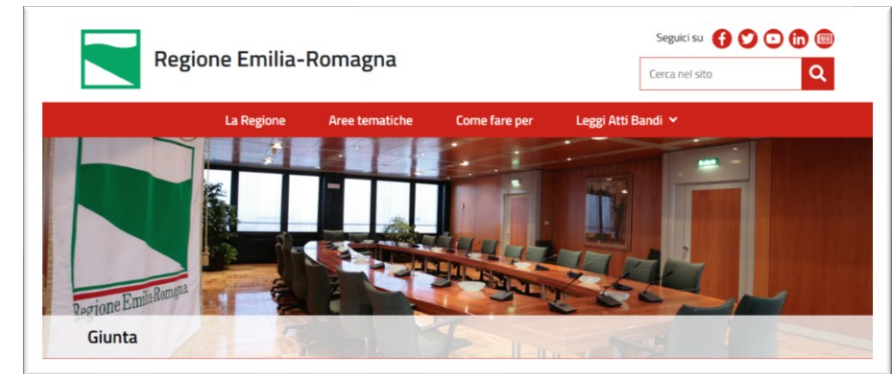 Seguici su
Regione Emilia-Romagna
Cerca nel sito
La Regione Aree tematiche Come fare per Leggi Atti Bandi
Regione Emilia Romagna
Giunta